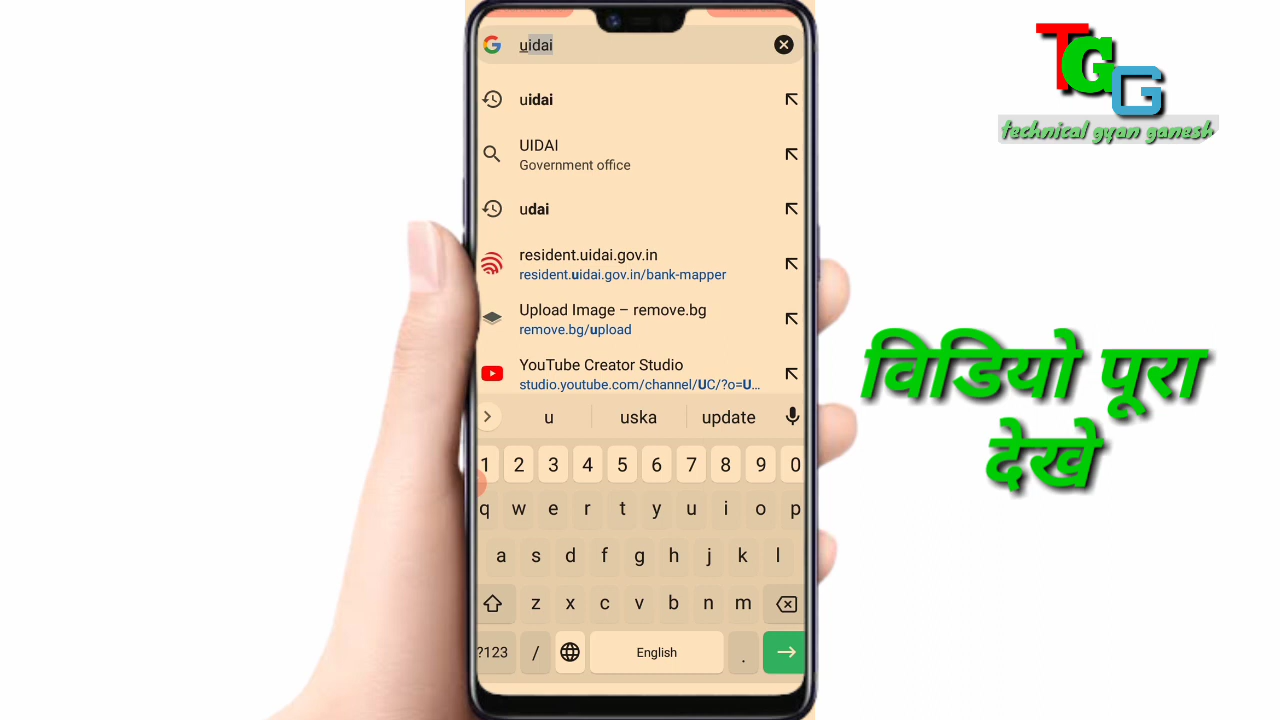 uidai
uidai
UIDAI
Government office
udai
resident.uidai.gov.in
resident.uidai.gov.in/bank-mapper
Upload Image – remove.bg
remove.bg/upload
YouTube Creator Studio
studio.youtube.com/channel/UC/?o=U...
u uska update
1 2 3 4 5 6 7 8 9 0
q w e r t y u i o p
a s d f g h j k l
z x c v b n m
?123 / English .
TGG
technical gyan ganesh
विडियो पूरा
देखे